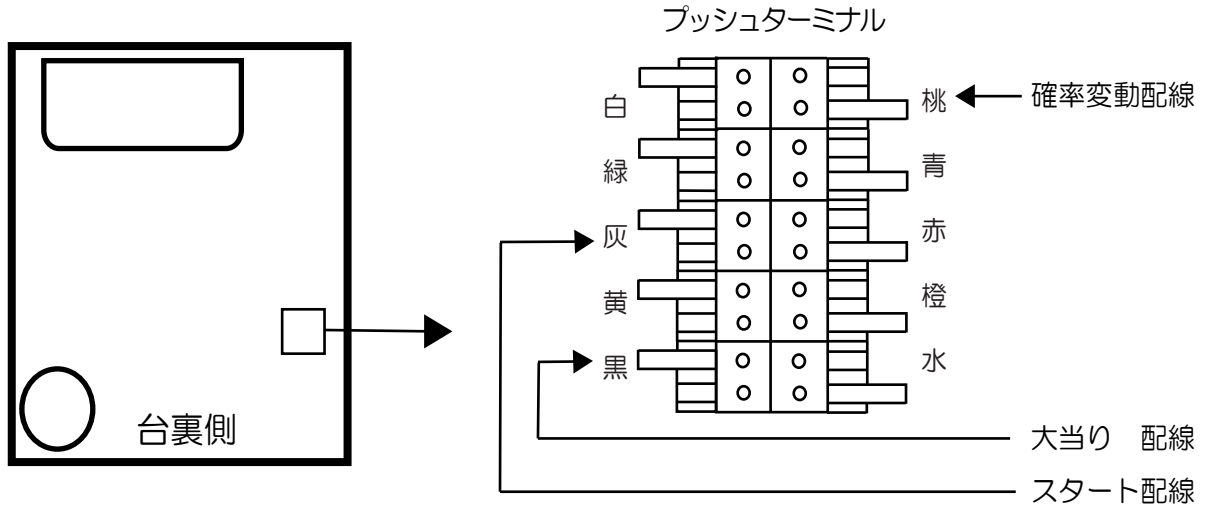 プッシュターミナル
白
緑
灰
黄
黒
桃
青
赤
橙
水
確率変動配線
台裏側
大当り　配線
スタート配線